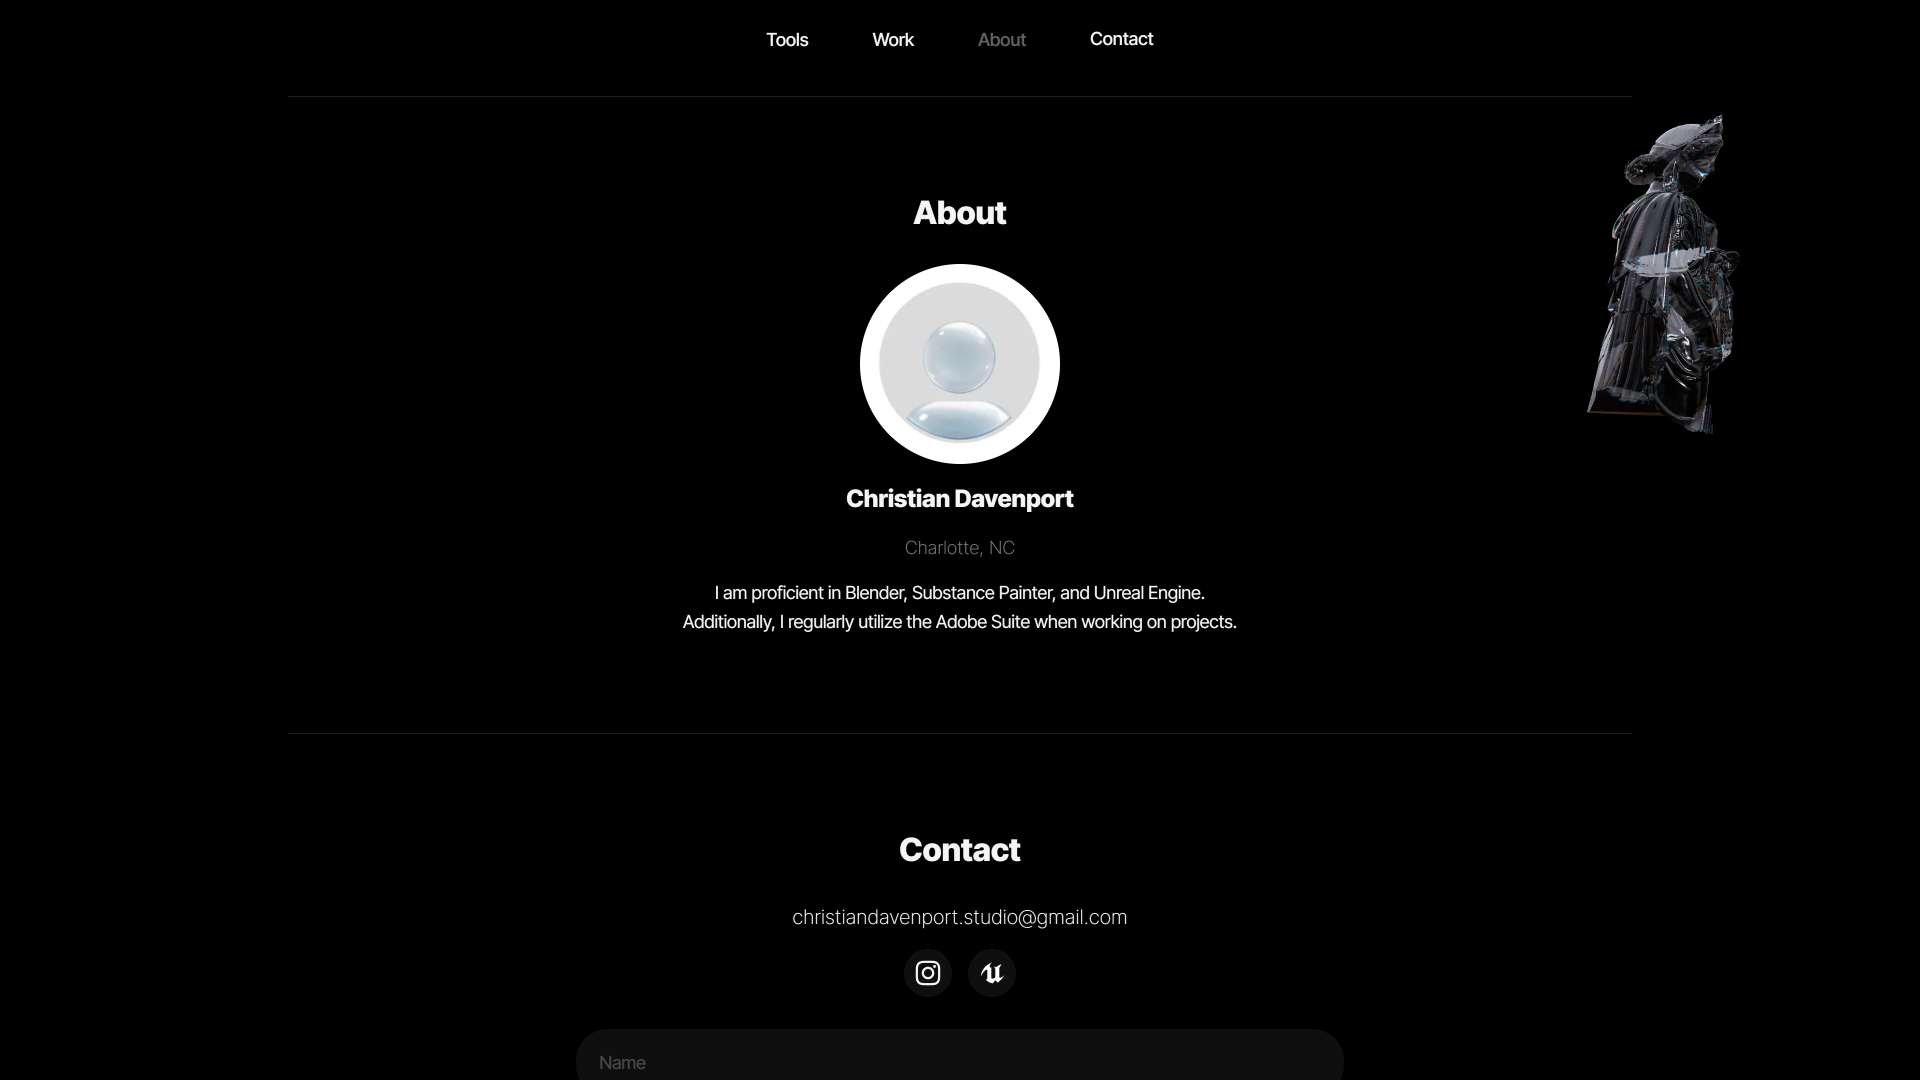 Tools Work About Contact
About
Christian Davenport
Charlotte, NC
I am proficient in Blender, Substance Painter, and Unreal Engine.
Additionally, I regularly utilize the Adobe Suite when working on projects.
Contact
christiandavenport.studio@gmail.com
Name